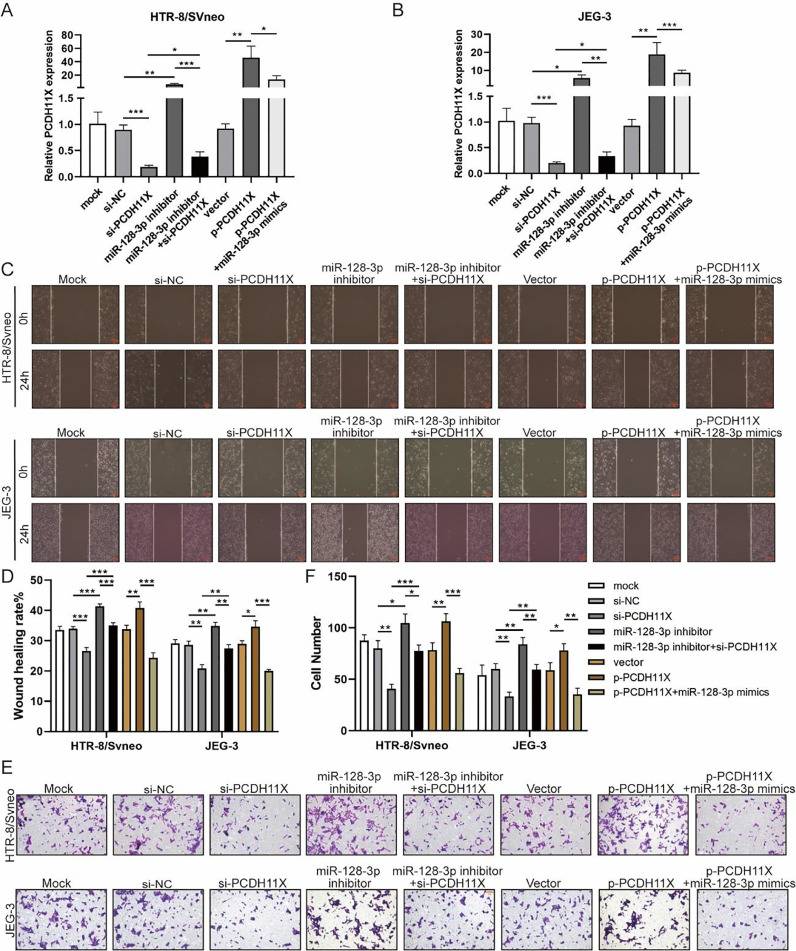 A
HTR-8/SVneo
Relative PCDH11X expression
80
60
40
20
1.5
1.0
0.5
0.0
** * *** ** *** * ** *
mock
si-NC
si-PCDH11X
miR-128-3p inhibitor
miR-128-3p inhibitor
+si-PCDH11X
vector
p-PCDH11X
p-PCDH11X
+miR-128-3p mimics
B
JEG-3
Relative PCDH11X expression
30
20
10
1.5
1.0
0.5
0.0
* * ** *** ** ***
mock
si-NC
si-PCDH11X
miR-128-3p inhibitor
miR-128-3p inhibitor
+si-PCDH11X
vector
p-PCDH11X
p-PCDH11X
+miR-128-3p mimics
C
Mock
si-NC
si-PCDH11X
miR-128-3p
inhibitor
miR-128-3p inhibitor
+si-PCDH11X
Vector
p-PCDH11X
p-PCDH11X
+miR-128-3p mimics
HTR-8/Svneo
0h
24h
Mock
si-NC
si-PCDH11X
miR-128-3p
inhibitor
miR-128-3p inhibitor
+si-PCDH11X
Vector
p-PCDH11X
p-PCDH11X
+miR-128-3p mimics
JEG-3
0h
24h
D
Wound healing rate%
50
40
30
20
10
0
*** *** *** *** ** ***
** ** ** ** * ***
HTR-8/Svneo
JEG-3
F
Cell Number
150
100
50
0
** * *** * ** ***
** ** ** ** * **
HTR-8/Svneo
JEG-3
mock
si-NC
si-PCDH11X
miR-128-3p inhibitor
miR-128-3p inhibitor+si-PCDH11X
vector
p-PCDH11X
p-PCDH11X+miR-128-3p mimics
E
Mock
si-NC
si-PCDH11X
miR-128-3p
inhibitor
miR-128-3p inhibitor
+si-PCDH11X
Vector
p-PCDH11X
p-PCDH11X
+miR-128-3p mimics
HTR-8/Svneo
Mock
si-NC
si-PCDH11X
miR-128-3p
inhibitor
miR-128-3p inhibitor
+si-PCDH11X
Vector
p-PCDH11X
p-PCDH11X
+miR-128-3p mimics
JEG-3